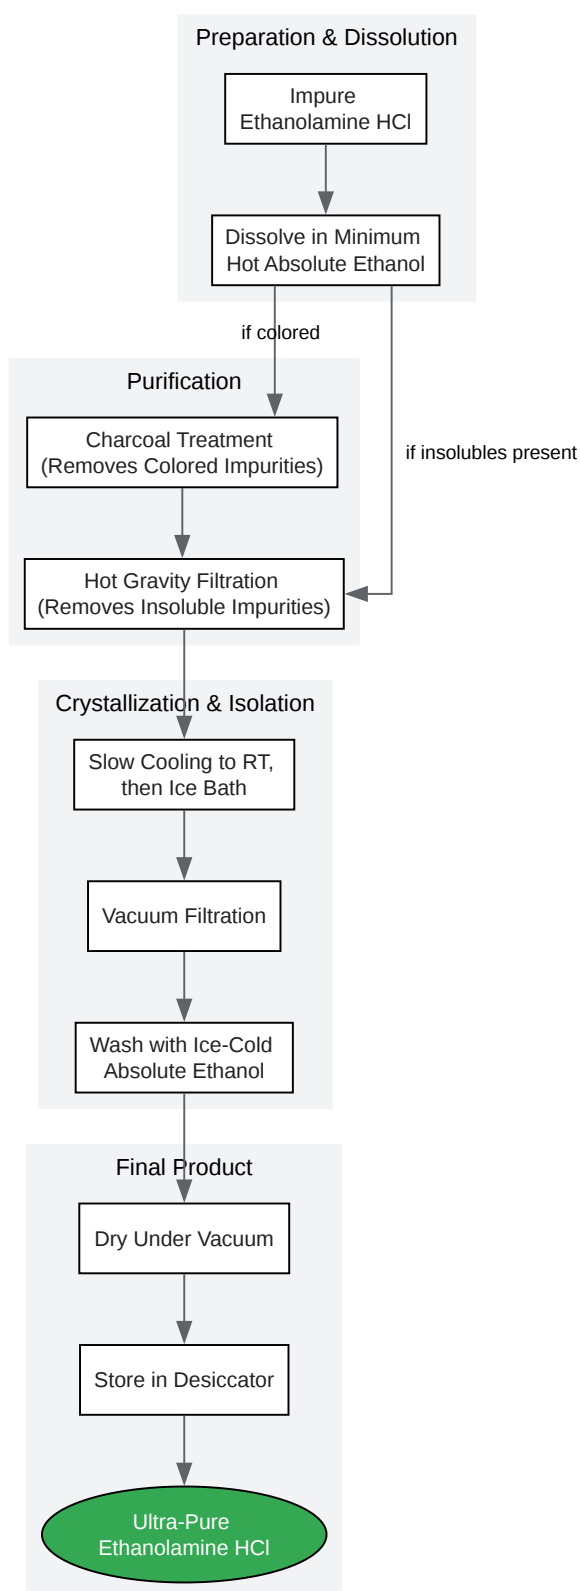 Preparation & Dissolution
Impure
Ethanolamine HCl
Dissolve in Minimum
Hot Absolute Ethanol
if colored
Purification
Charcoal Treatment
(Removes Colored Impurities)
if insolubles present
Hot Gravity Filtration
(Removes Insoluble Impurities)
Crystallization & Isolation
Slow Cooling to RT,
then Ice Bath
Vacuum Filtration
Wash with Ice-Cold
Absolute Ethanol
Final Product
Dry Under Vacuum
Store in Desiccator
Ultra-Pure
Ethanolamine HCl